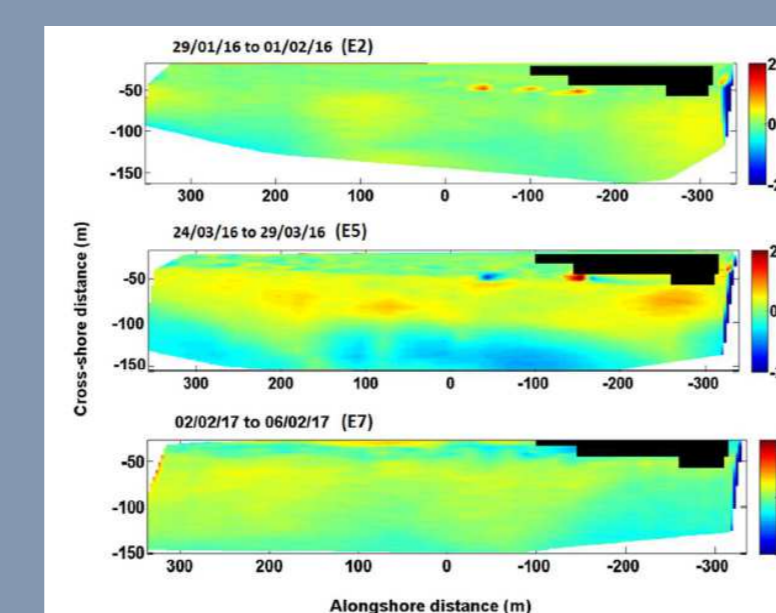 29/01/16 to 01/02/16 (E2)
-50
-100
-150
300 200 100 0 -100 -200 -300
2
0
24/03/16 to 29/03/16 (E5)
-50
-100
-150
300 200 100 0 -100 -200 -300
2
0
02/02/17 to 06/02/17 (E7)
-50
-100
-150
300 200 100 0 -100 -200 -300
Cross-shore distance (m)
Alongshore distance (m)